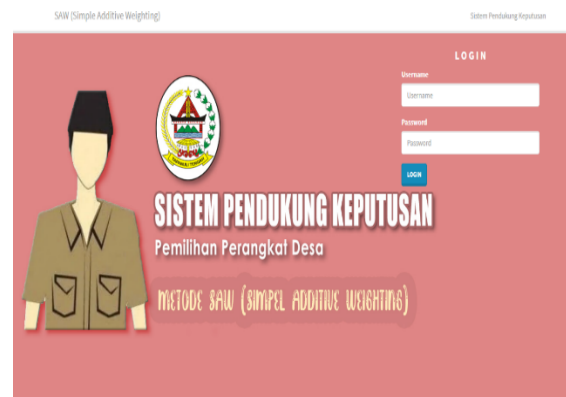 SAW (Simple Additive Weighting)
Sistem Pendukung Keputusan
LOGIN
Username
Username
Password
Password
LOGIN
SISTEM PENDUKUNG KEPUTUSAN
Pemilihan Perangkat Desa
METODE SAW (SIMPEL ADDITIVE WEIGHTING)